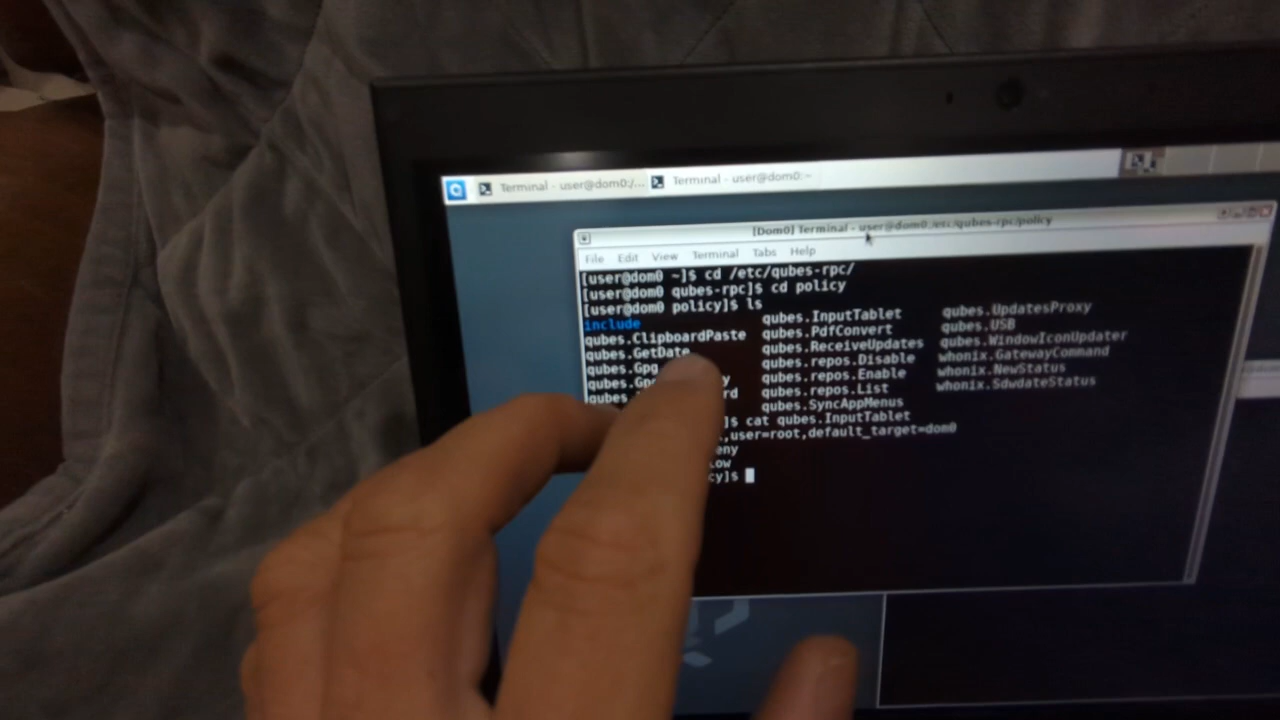 Terminal - user@dom0:/... Terminal - user@dom0: ~
[Dom0] Terminal - user@dom0:/etc/qubes-rpc/policy
File Edit View Terminal Tabs Help
[user@dom0 ~]$ cd /etc/qubes-rpc/
[user@dom0 qubes-rpc]$ cd policy
[user@dom0 policy]$ ls
include qubes.InputTablet qubes.UpdatesProxy
qubes.ClipboardPaste qubes.PdfConvert qubes.USB
qubes.GetDate qubes.ReceiveUpdates qubes.WindowIconUpdater
qubes.Gpg qubes.repos.Disable whonix.GatewayCommand
qubes.repos.Enable whonix.NewStatus
qubes. qubes.repos.List whonix.SdwdateStatus
qubes.SyncAppMenus
]$ cat qubes.InputTablet
,user=root,default_target=dom0
eny
low
cy]$